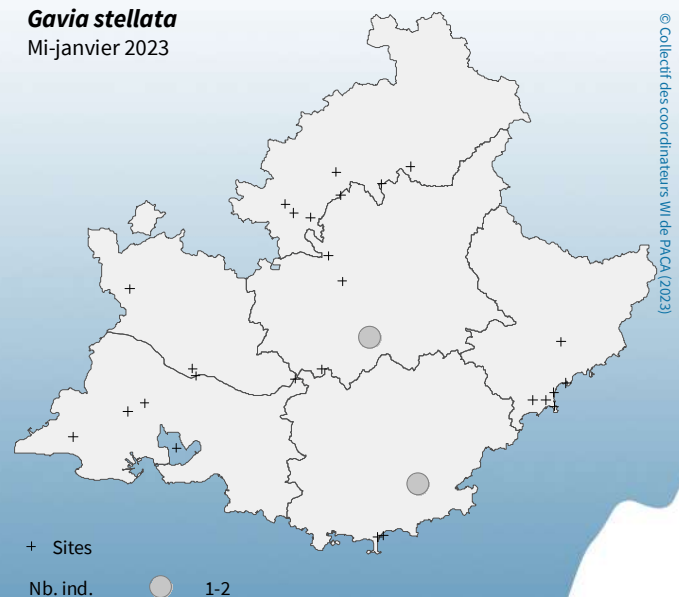 Gavia stellata
Mi-janvier 2023
© Collectif des coordinateurs WI de PACA (2023)
+ Sites
Nb. ind. 1-2